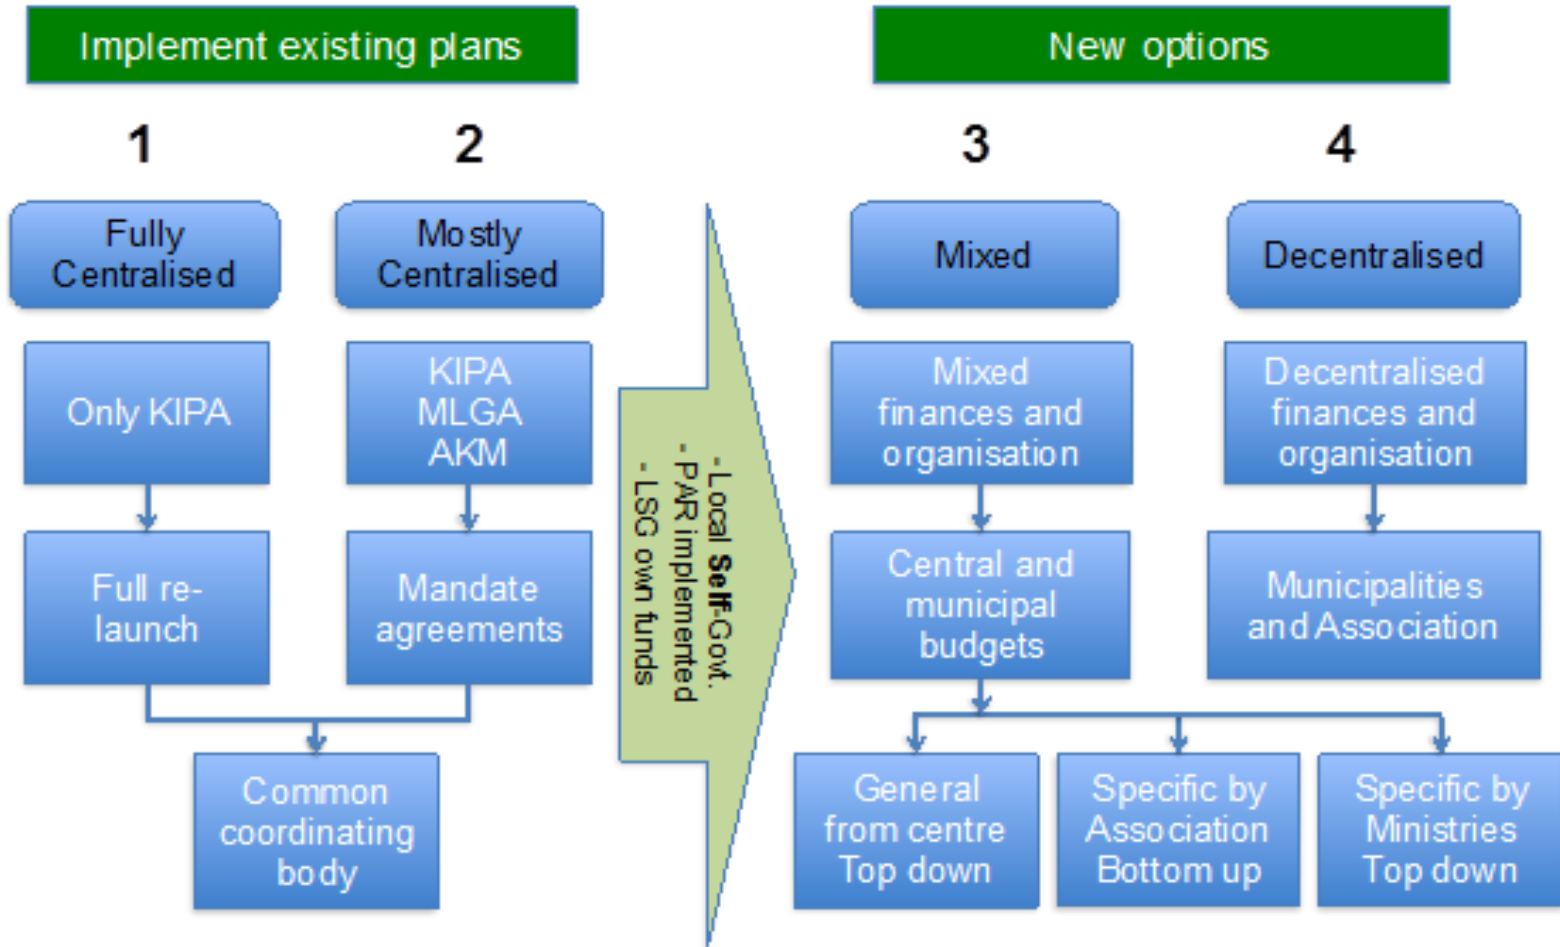 Implement existing plans
New options
1
2
3
4
Fully
Centralised
Mostly
Centralised
Mixed
Decentralised
Only KIPA
KIPA
MLGA
AKM
Mixed
finances and
organisation
Decentralised
finances and
organisation
Full re-
launch
Mandate
agreements
- Local Self-Govt.
- PAR implemented
- LSG own funds
Central and
municipal
budgets
Municipalities
and Association
Common
coordinating
body
General
from centre
Top down
Specific by
Association
Bottom up
Specific by
Ministries
Top down